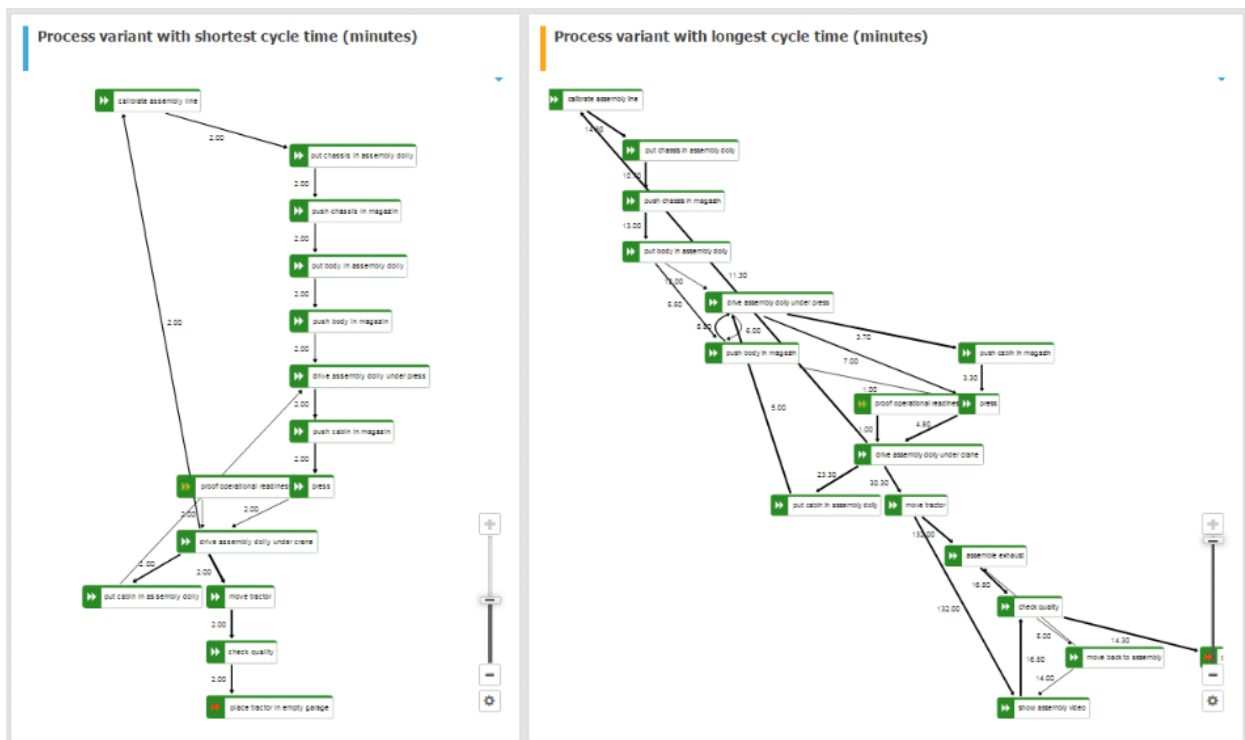 Process variant with shortest cycle time (minutes)
calibrate assembly line
2.00
put chassis in assembly dolly
2.00
push chassis in magazin
2.00
put body in assembly dolly
2.00
push body in magazin
2.00
2.00
drive assembly dolly under press
2.00
push cabin in magazin
2.00
proof operational readiness
press
2.00
2.00
drive assembly dolly under crane
2.00
2.00
put cabin in assembly dolly
move tractor
2.00
check quality
2.00
place tractor in empty garage
Process variant with longest cycle time (minutes)
calibrate assembly line
put chassis in assembly dolly
push chassis in magazin
13.00
put body in assembly dolly
11.30
13.00
drive assembly dolly under press
6.00
3.70
push body in magazin
7.00
push cabin in magazin
3.30
1.00
proof operational readiness
press
5.00
1.00
4.80
drive assembly dolly under crane
23.30
30.30
put cabin in assembly dolly
move tractor
132.00
assemble exhaust
16.80
check quality
132.00
14.30
16.80
move back to assembly
14.00
show assembly video